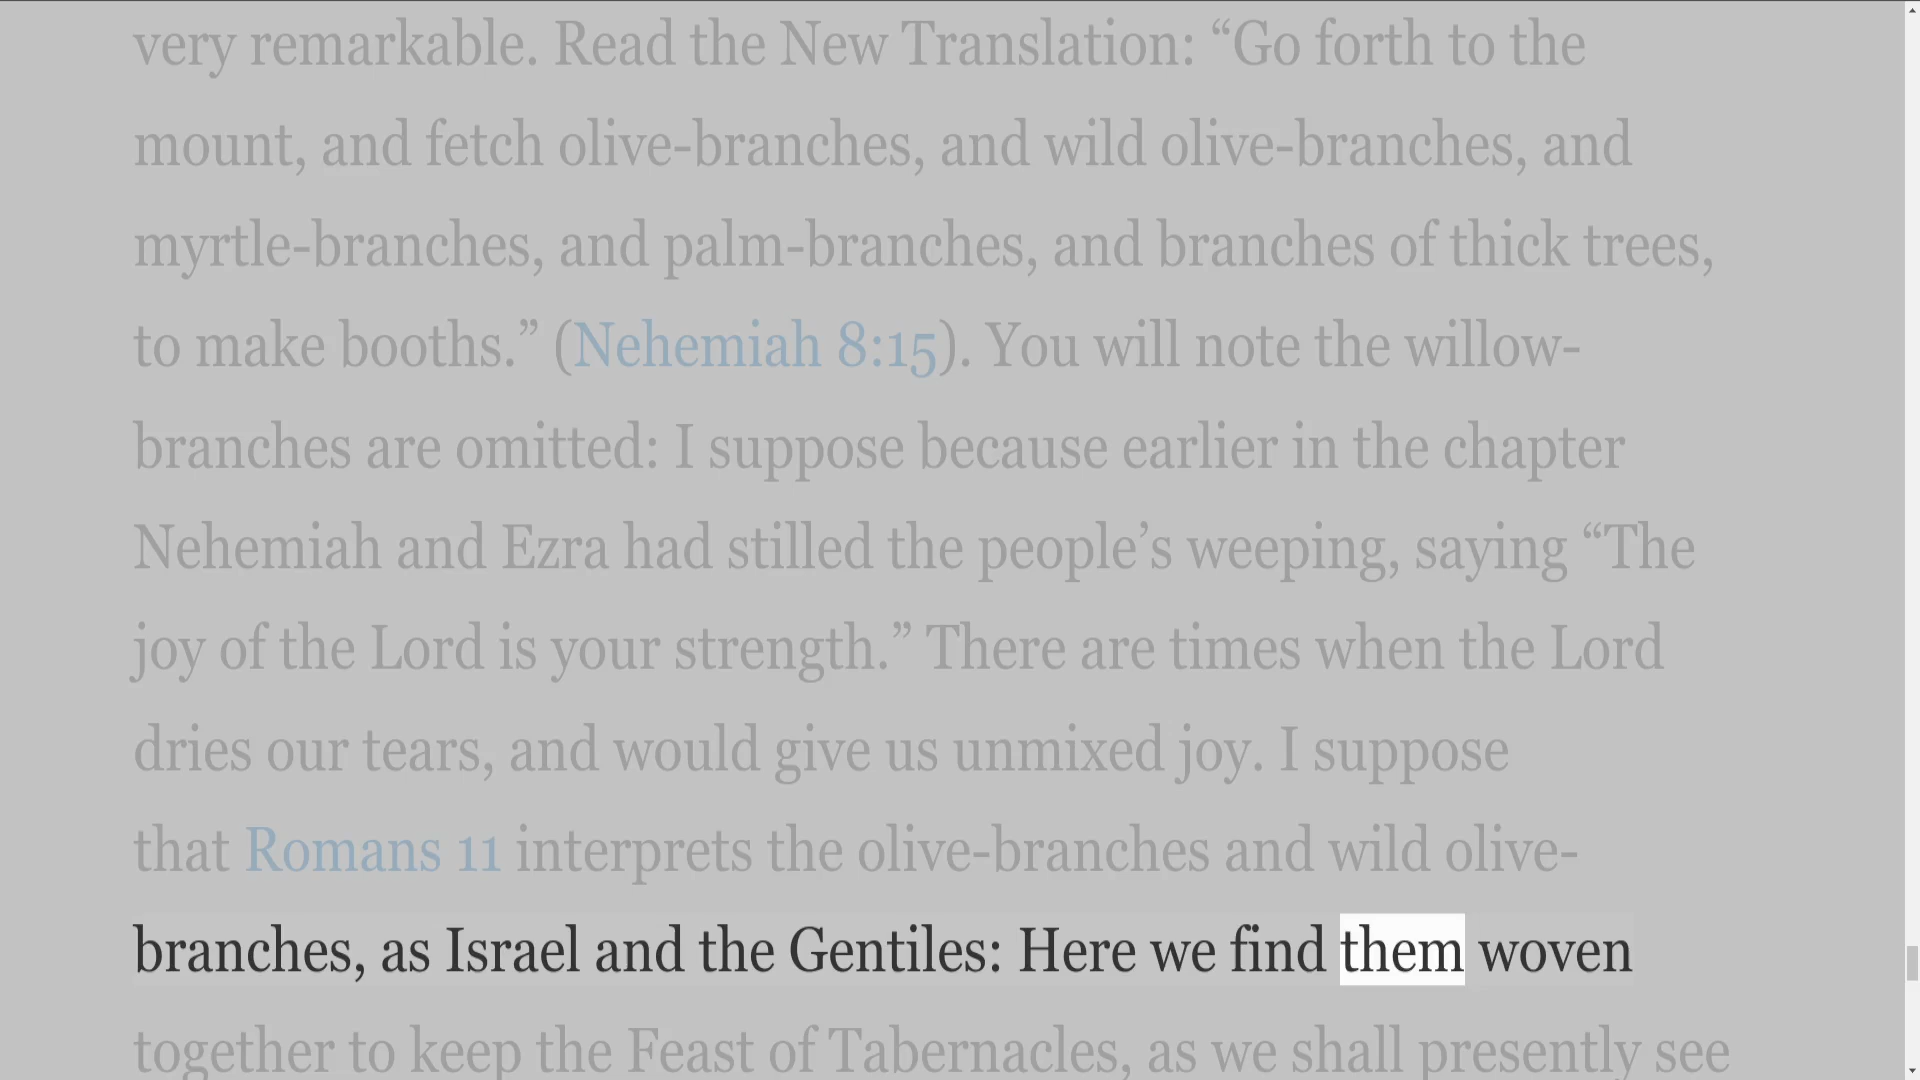 very remarkable. Read the New Translation: “Go forth to the
mount, and fetch olive-branches, and wild olive-branches, and
myrtle-branches, and palm-branches, and branches of thick trees,
to make booths.” (Nehemiah 8:15). You will note the willow-
branches are omitted: I suppose because earlier in the chapter
Nehemiah and Ezra had stilled the people’s weeping, saying “The
joy of the Lord is your strength.” There are times when the Lord
dries our tears, and would give us unmixed joy. I suppose
that Romans 11 interprets the olive-branches and wild olive-
branches, as Israel and the Gentiles: Here we find them woven
together to keep the Feast of Tabernacles, as we shall presently see